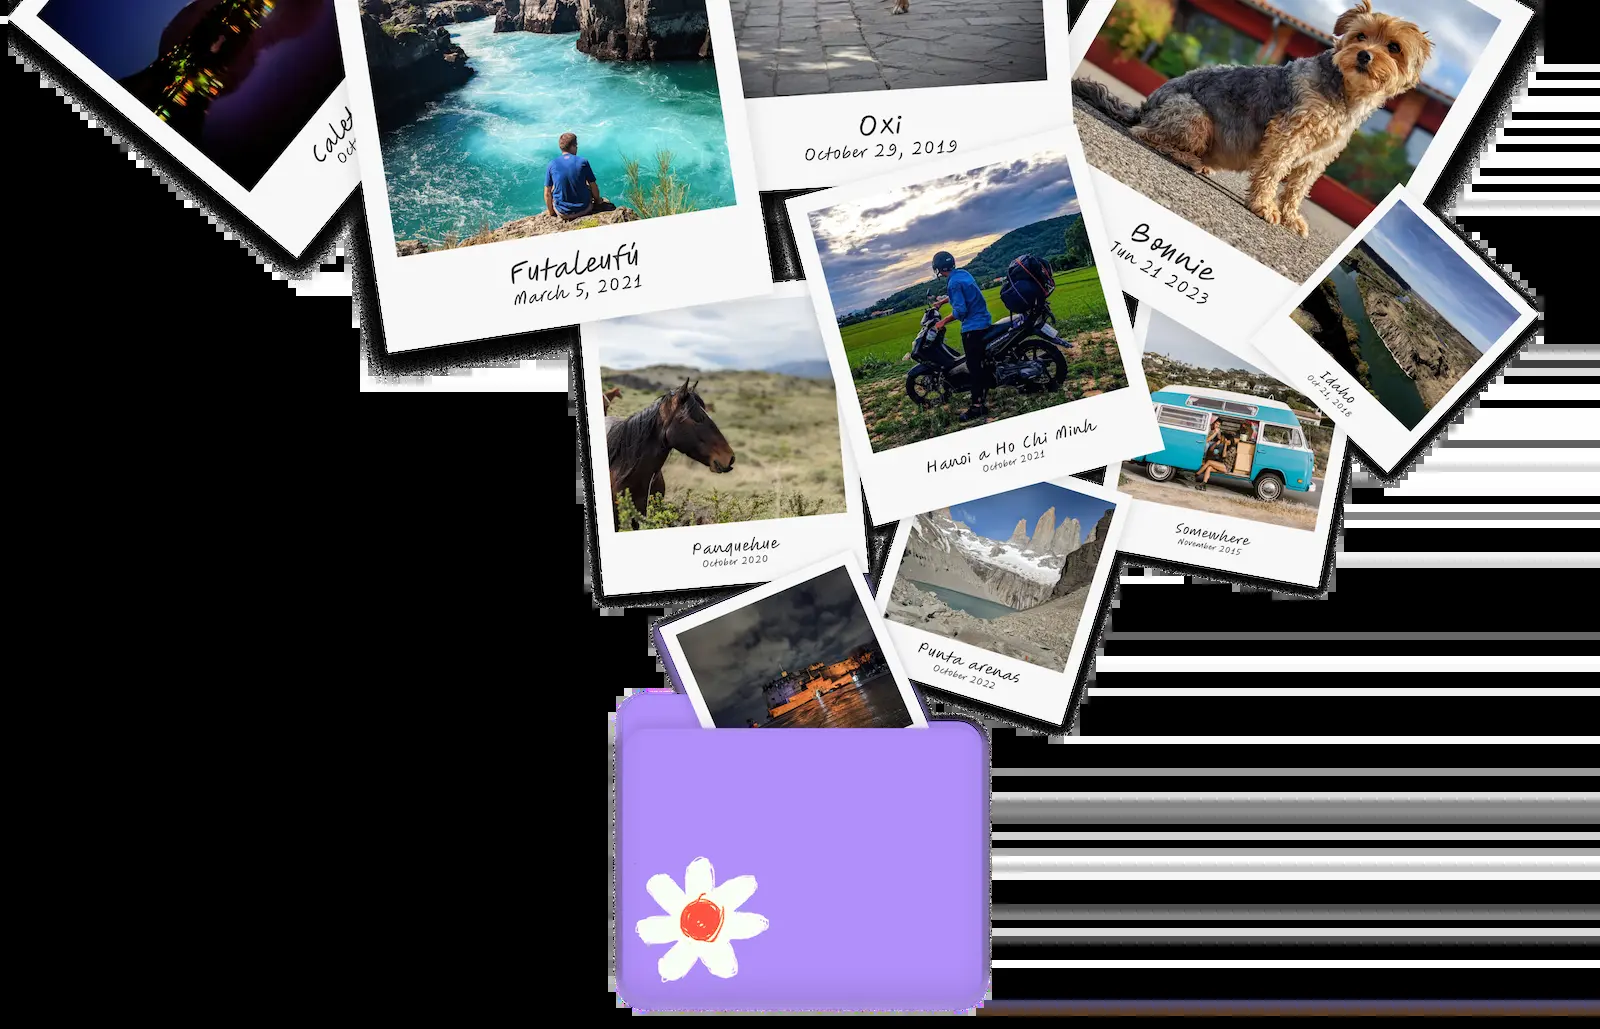 Oxi
October 29, 2019
Futaleufú
March 5, 2021
Bonnie
Jun 21 2023
Idaho
Oct 21, 2016
Hanoi a Ho Chi Minh
October 2021
Somewhere
November 2015
Panquehue
October 2020
Punta arenas
October 2022